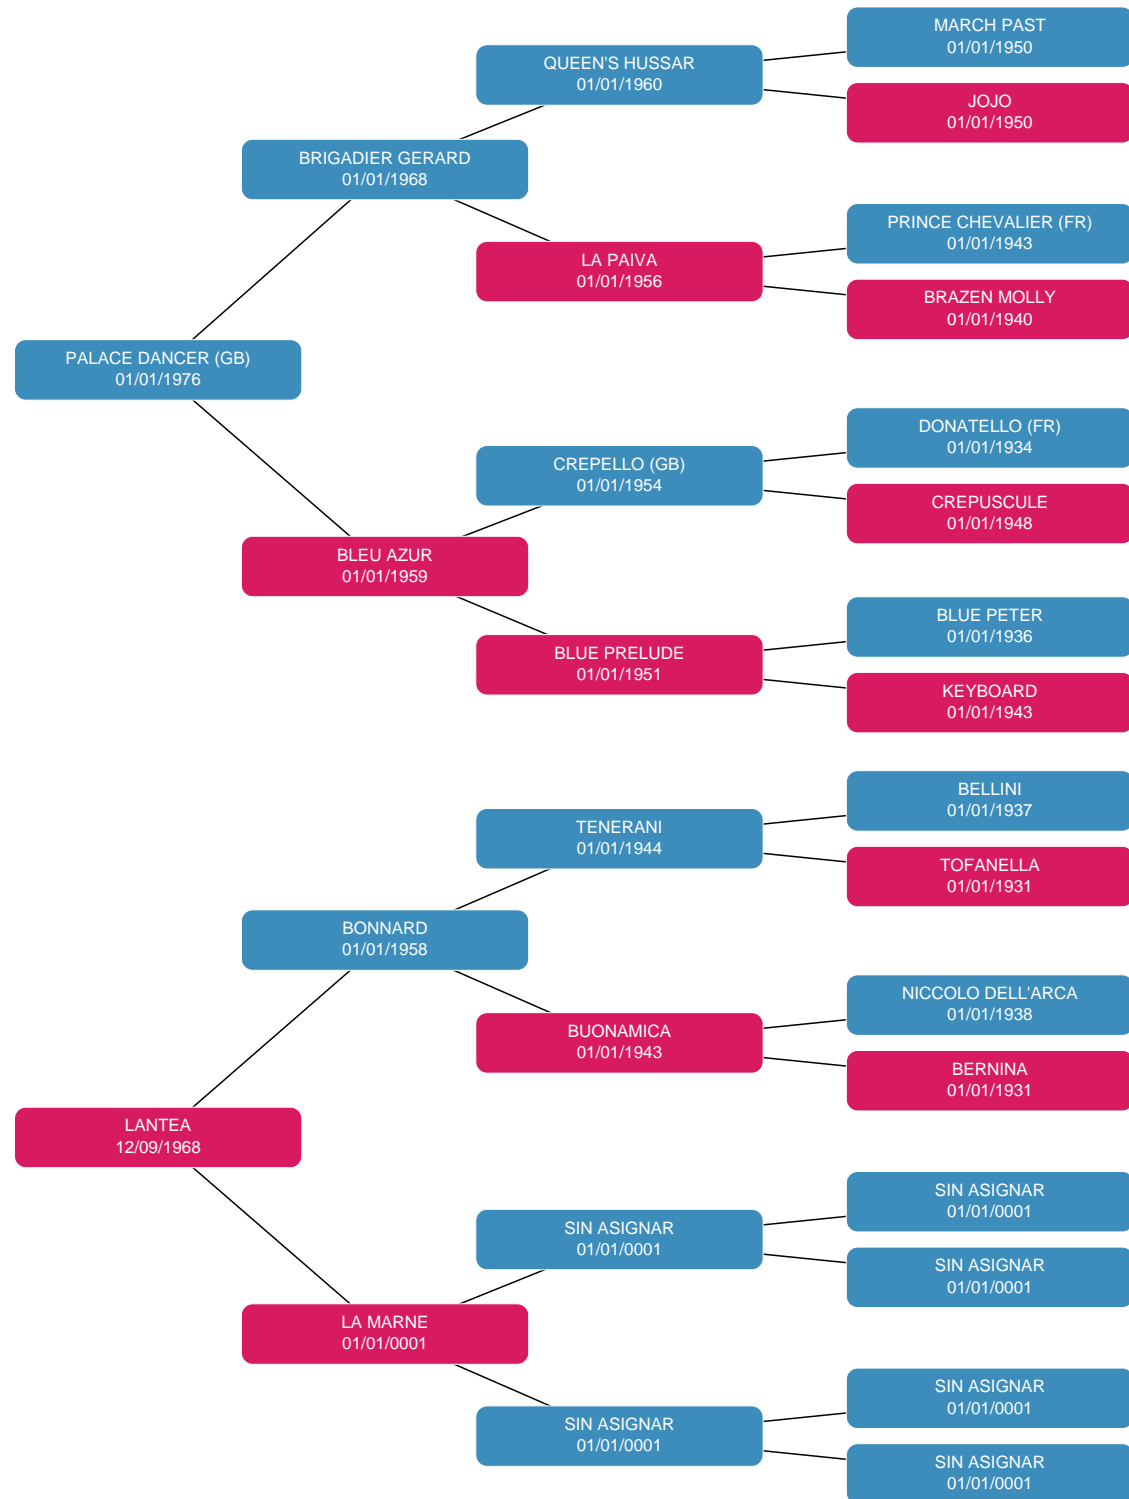 MARCH PAST
01/01/1950
QUEEN'S HUSSAR
01/01/1960
JOJO
01/01/1950
BRIGADIER GERARD
01/01/1968
PRINCE CHEVALIER (FR)
01/01/1943
LA PAIVA
01/01/1956
BRAZEN MOLLY
01/01/1940
PALACE DANCER (GB)
01/01/1976
DONATELLO (FR)
01/01/1934
CREPELLO (GB)
01/01/1954
CREPUSCULE
01/01/1948
BLEU AZUR
01/01/1959
BLUE PETER
01/01/1936
BLUE PRELUDE
01/01/1951
KEYBOARD
01/01/1943
BELLINI
01/01/1937
TENERANI
01/01/1944
TOFANELLA
01/01/1931
BONNARD
01/01/1958
NICCOLO DELL'ARCA
01/01/1938
BUONAMICA
01/01/1943
BERNINA
01/01/1931
LANTEA
12/09/1968
SIN ASIGNAR
01/01/0001
SIN ASIGNAR
01/01/0001
SIN ASIGNAR
01/01/0001
LA MARNE
01/01/0001
SIN ASIGNAR
01/01/0001
SIN ASIGNAR
01/01/0001
SIN ASIGNAR
01/01/0001